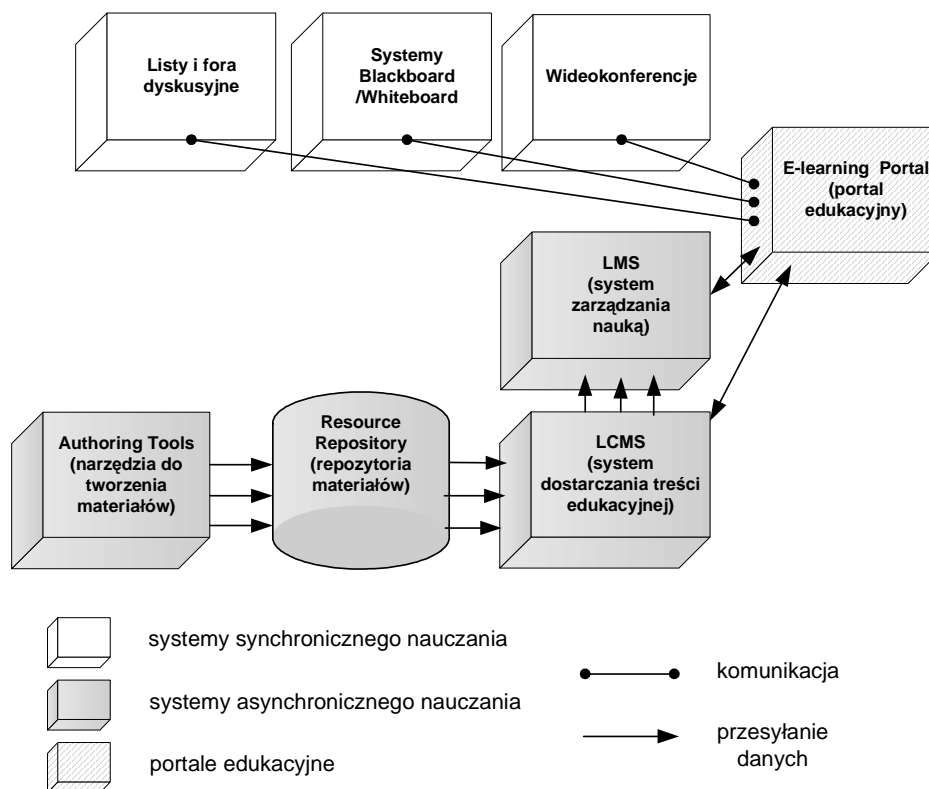 Listy i fora
dyskusyjne
Systemy
Blackboard
/Whiteboard
Wideokonferencje
E-learning Portal
(portal
edukacyjny)
LMS
(system
zarządzania
nauką)
Authoring Tools
(narzędzia do
tworzenia
materiałów)
Resource
Repository
(repozytoria
materiałów)
LCMS
(system
dostarczania treści
edukacyjnej)
systemy synchronicznego nauczania
systemy asynchronicznego nauczania
portale edukacyjne
komunikacja
przesyłanie
danych